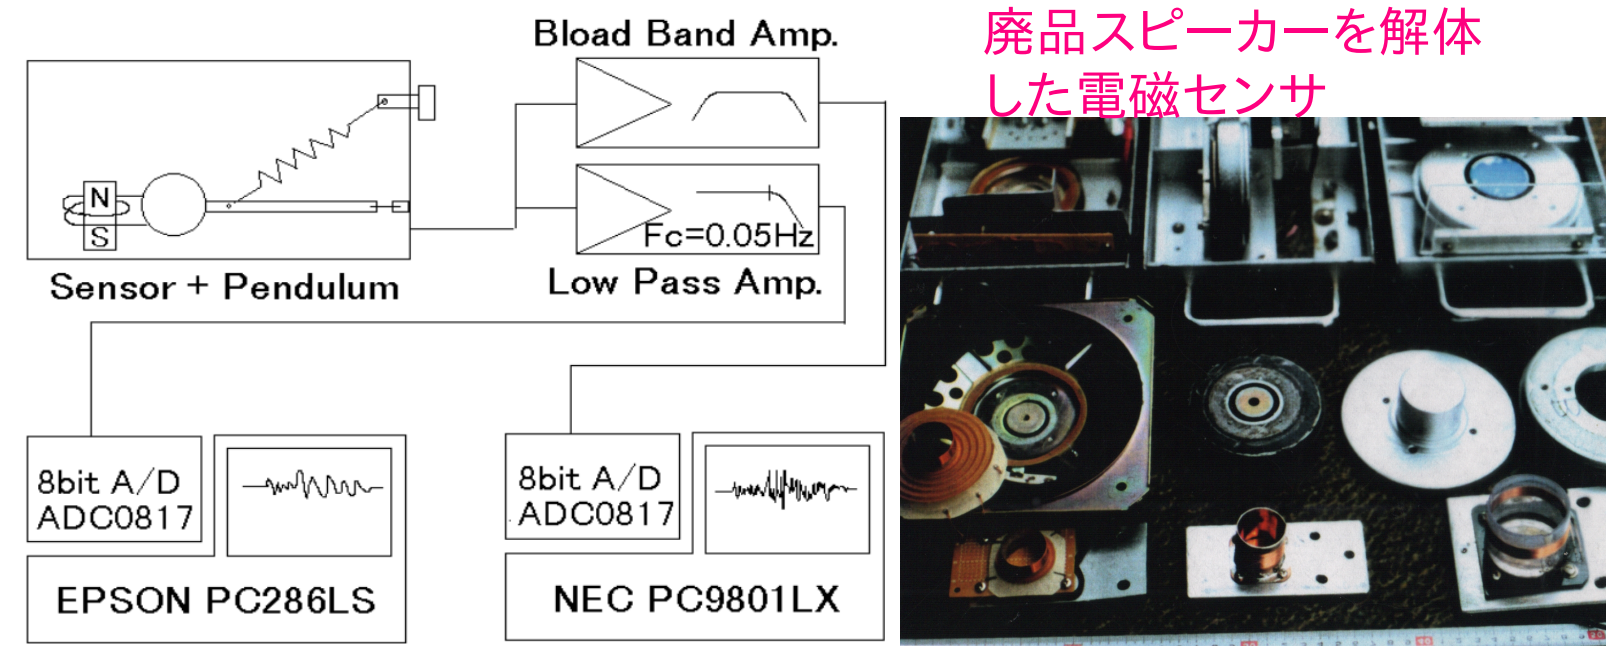 Bload Band Amp.
N
S
Fc=0.05Hz
Sensor + Pendulum
Low Pass Amp.
8bit A/D
ADC0817
EPSON PC286LS
8bit A/D
ADC0817
NEC PC9801LX
廃品スピーカーを解体
した電磁センサ